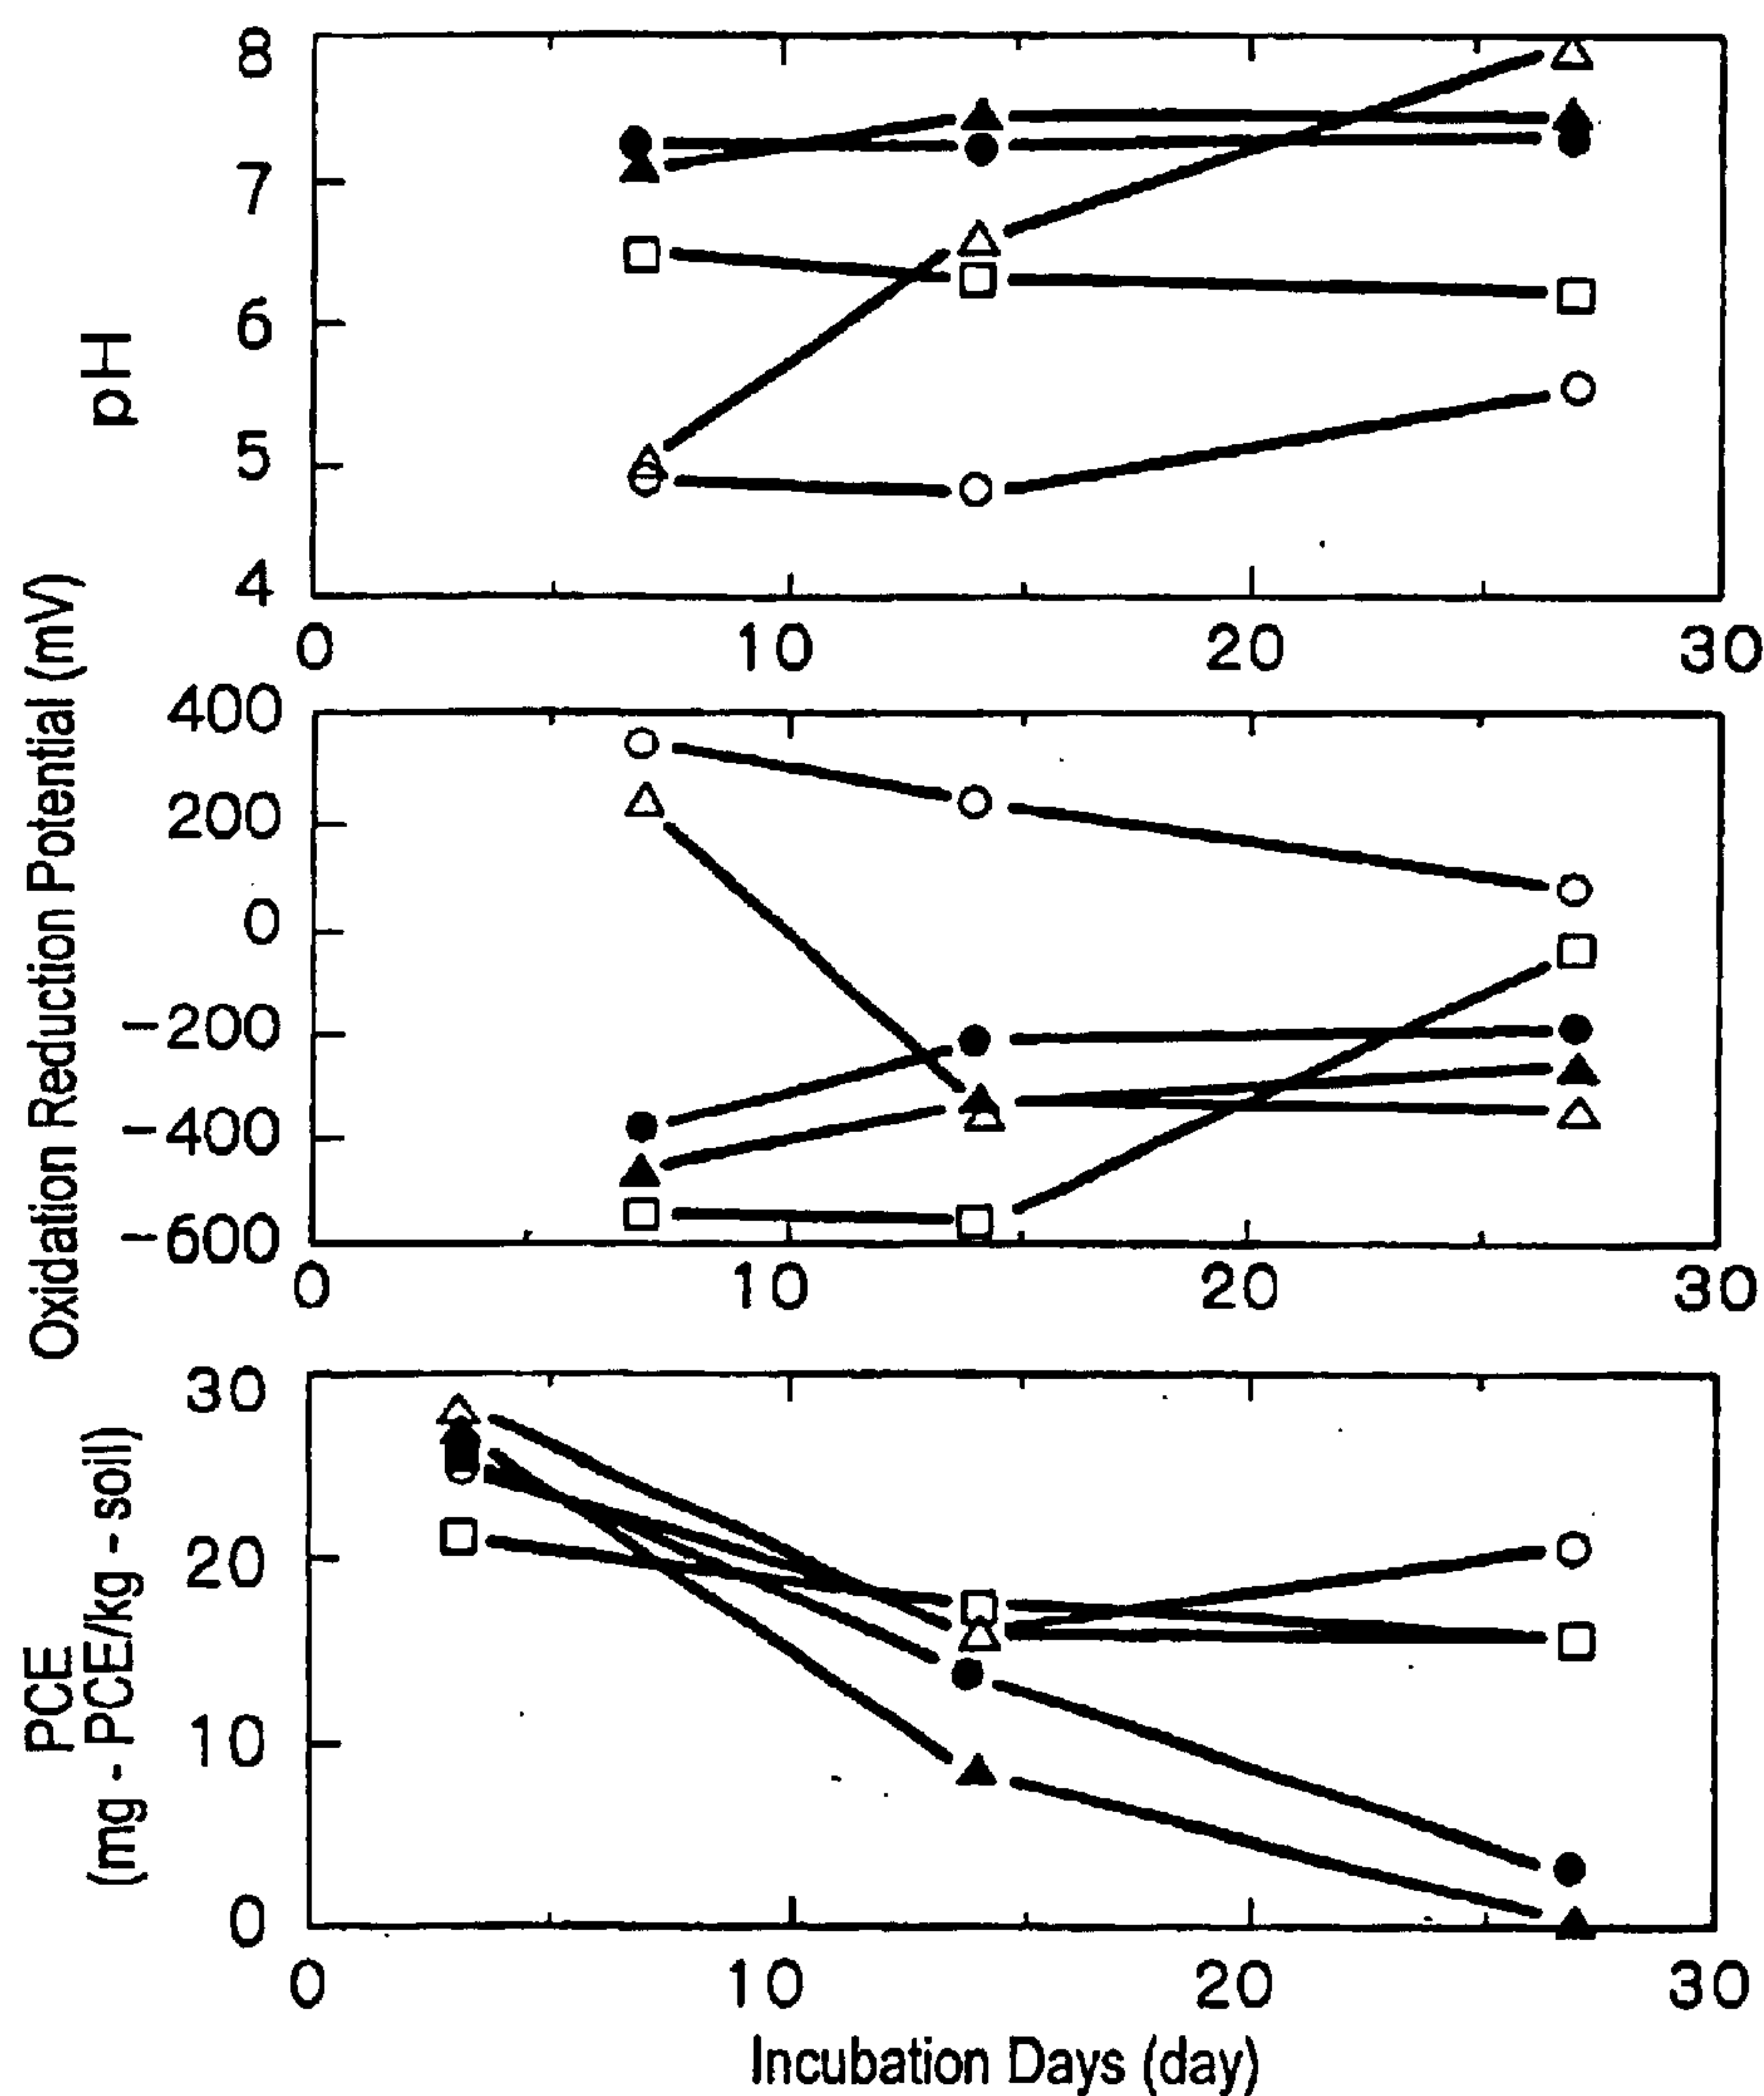 pH
8
7
6
5
4
0 10 20 30
Oxidation Reduction Potential (mV)
400
200
0
-200
-400
-600
0 10 20 30
PCE
(mg - PCE/kg - soil)
30
20
10
0
0 10 20 30
Incubation Days (day)